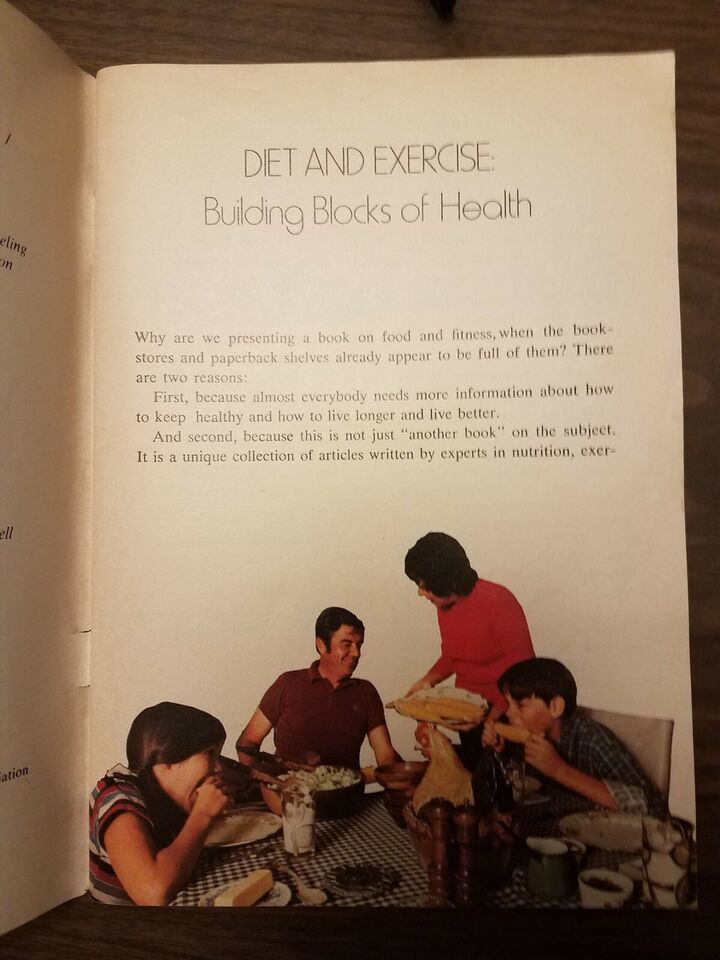 /
eling
on
ell
iation
DIET AND EXERCISE:
Building Blocks of Health
Why are we presenting a book on food and fitness, when the book-
stores and paperback shelves already appear to be full of them? There
are two reasons:
First, because almost everybody needs more information about how
to keep healthy and how to live longer and live better.
And second, because this is not just "another book" on the subject.
It is a unique collection of articles written by experts in nutrition, exer-